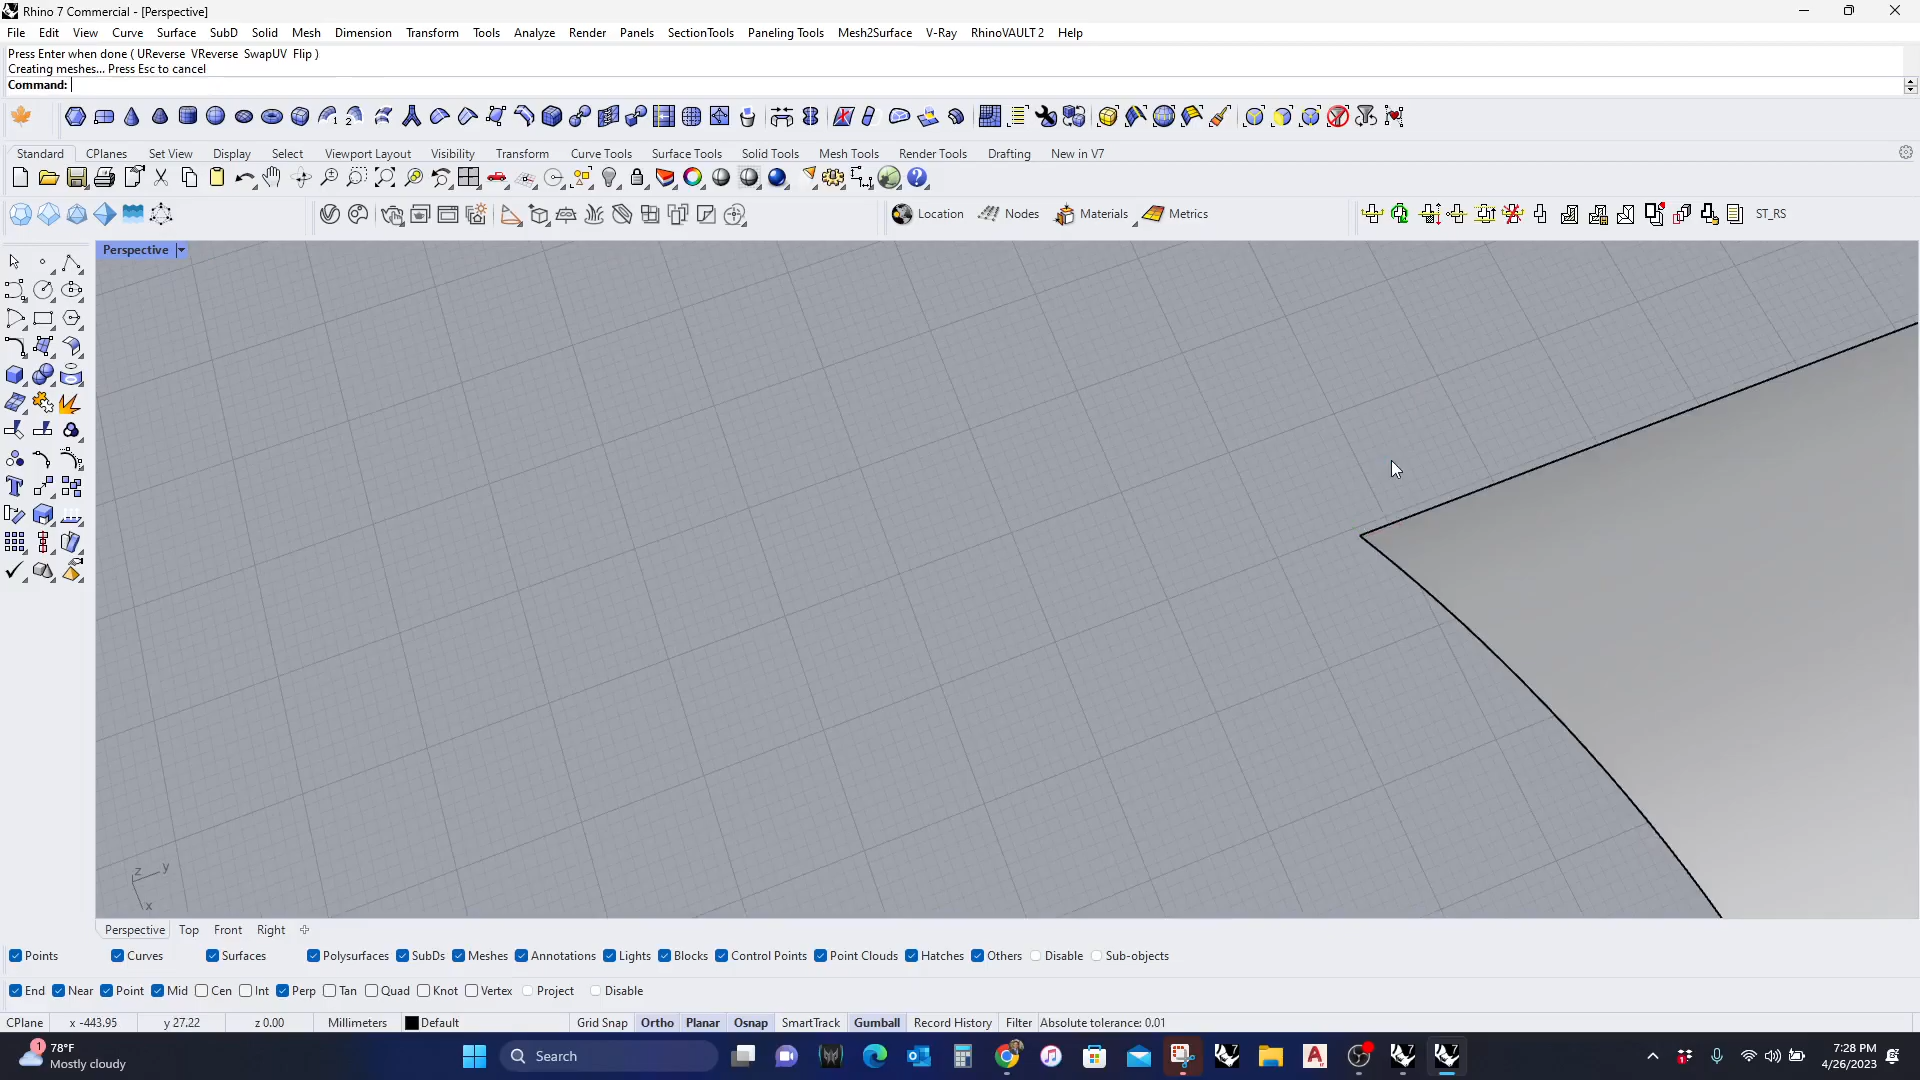 Rhino 7 Commercial - [Perspective]
File Edit View Curve Surface SubD Solid Mesh Dimension Transform Tools Analyze Render Panels SectionTools Paneling Tools Mesh2Surface V-Ray RhinoVAULT 2 Help
Press Enter when done ( UReverse VReverse SwapUV Flip )
Creating meshes... Press Esc to cancel
Command:
Standard CPlanes Set View Display Select Viewport Layout Visibility Transform Curve Tools Surface Tools Solid Tools Mesh Tools Render Tools Drafting New in V7
Location Nodes Materials Metrics ST_RS
Perspective
z y
x
Perspective Top Front Right
Points Curves Surfaces Polysurfaces SubDs Meshes Annotations Lights Blocks Control Points Point Clouds Hatches Others Disable Sub-objects
End Near Point Mid Cen Int Perp Tan Quad Knot Vertex Project Disable
CPlane x -443.95 y 27.22 z 0.00 Millimeters Default Grid Snap Ortho Planar Osnap SmartTrack Gumball Record History Filter Absolute tolerance: 0.01
1 78°F
Mostly cloudy
Search
7:28 PM
4/26/2023